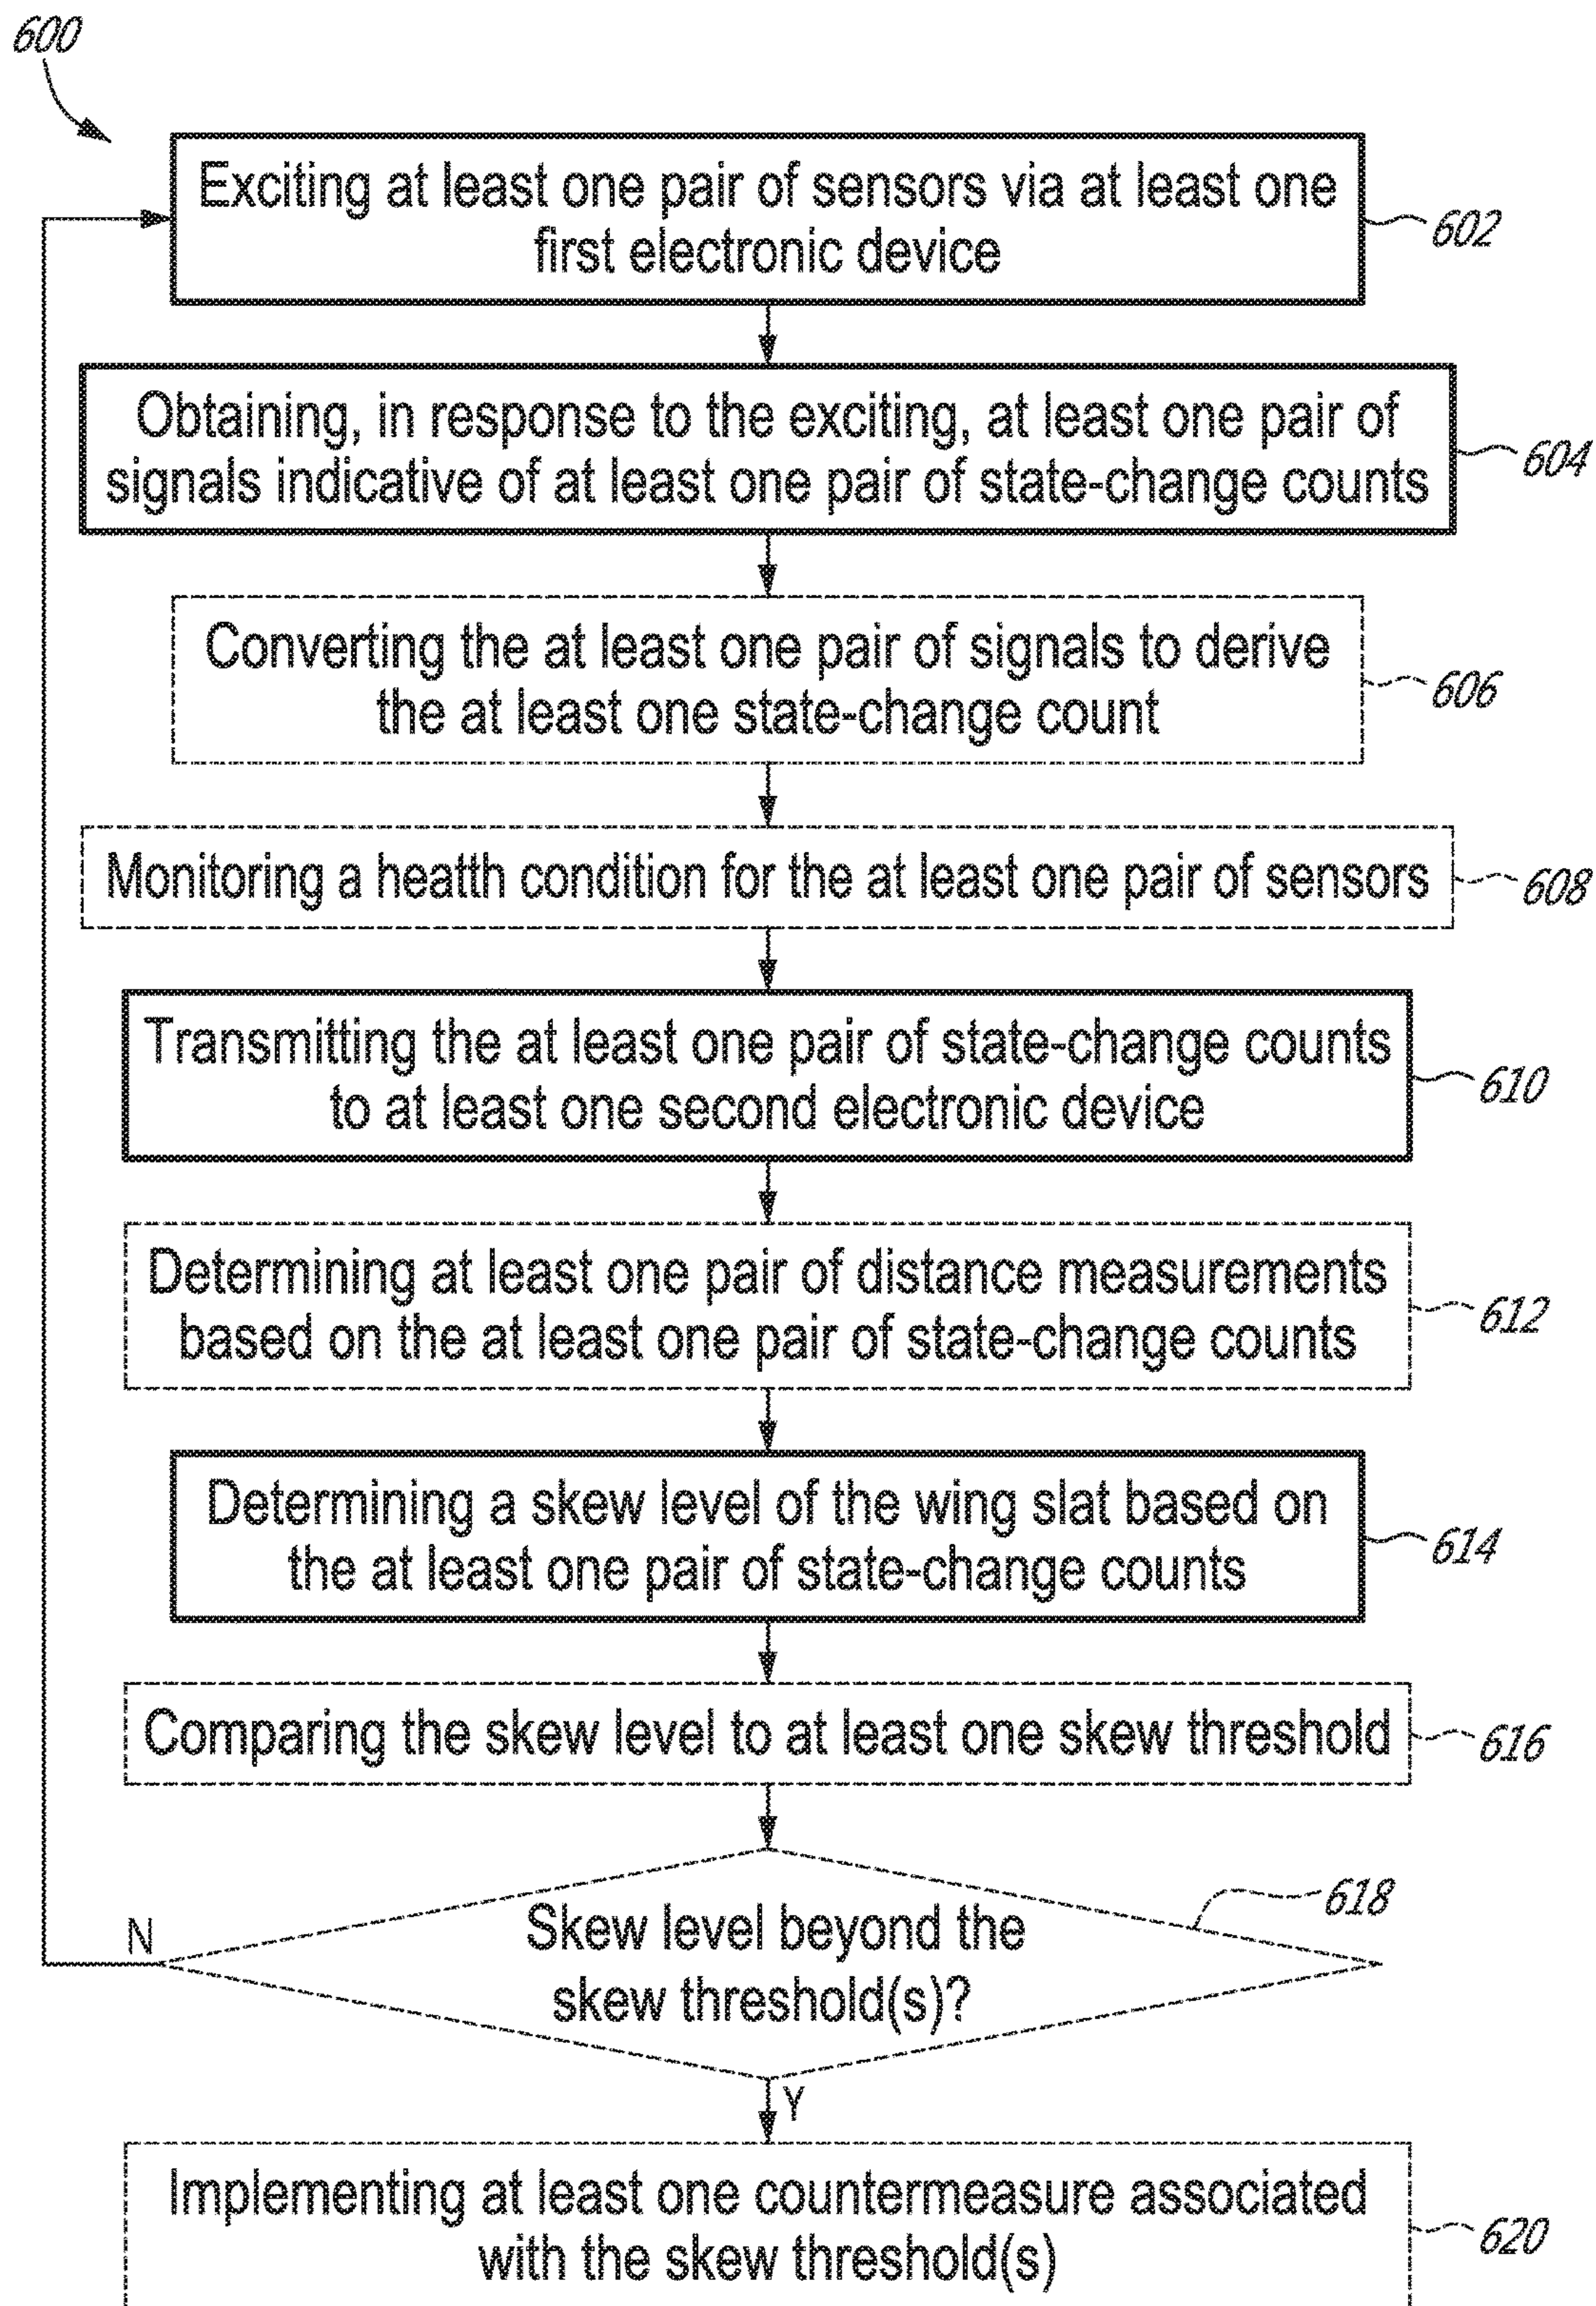 600
Exciting at least one pair of sensors via at least one
first electronic device
602
Obtaining, in response to the exciting, at least one pair of
signals indicative of at least one pair of state-change counts
604
Converting the at least one pair of signals to derive
the at least one state-change count
606
Monitoring a heatth condition for the at least one pair of sensors
608
Transmitting the at least one pair of state-change counts
to at least one second electronic device
610
Determining at least one pair of distance measurements
based on the at least one pair of state-change counts
612
Determining a skew level of the wing slat based on
the at least one pair of state-change counts
614
Comparing the skew level to at least one skew threshold
616
618
N
Skew level beyond the
skew threshold(s)?
Y
Implementing at least one countermeasure associated
with the skew threshold(s)
620